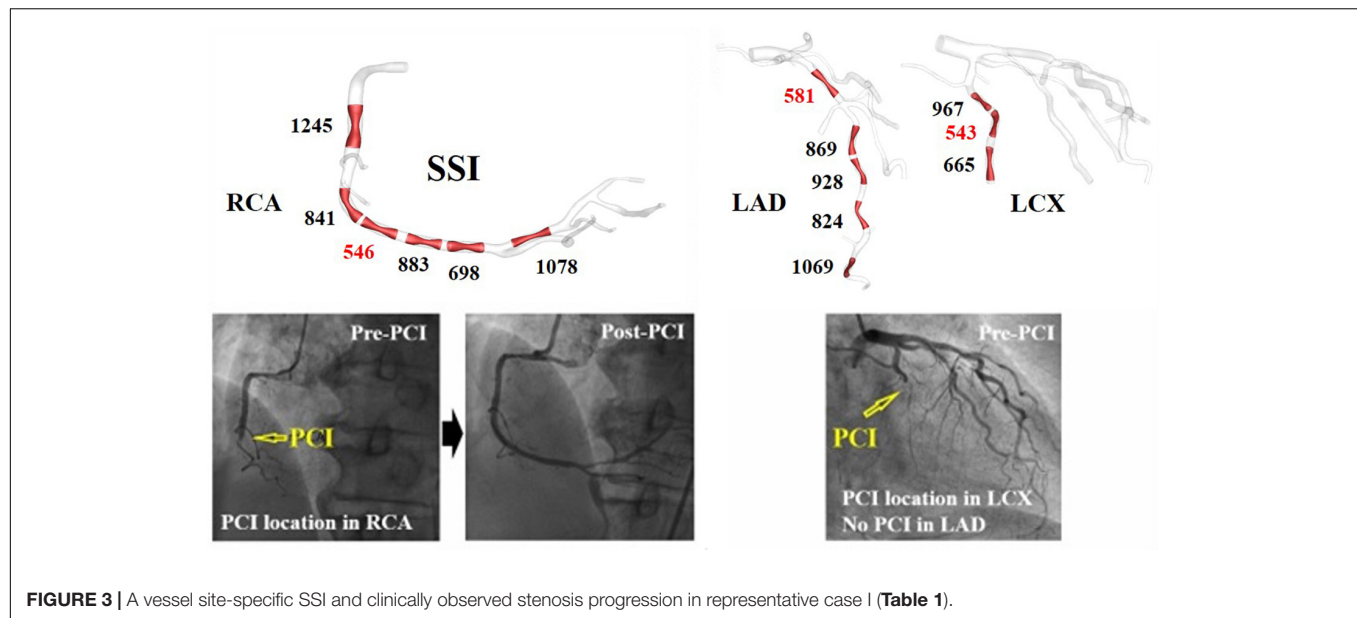 1245
SSI
RCA
841
546
883
698
1078
581
869
928
LAD
824
1069
967
543
665
LCX
Pre-PCI
PCI
PCI location in RCA
Post-PCI
Pre-PCI
PCI
PCI location in LCX
No PCI in LAD
FIGURE 3 | A vessel site-specific SSI and clinically observed stenosis progression in representative case I (Table 1).